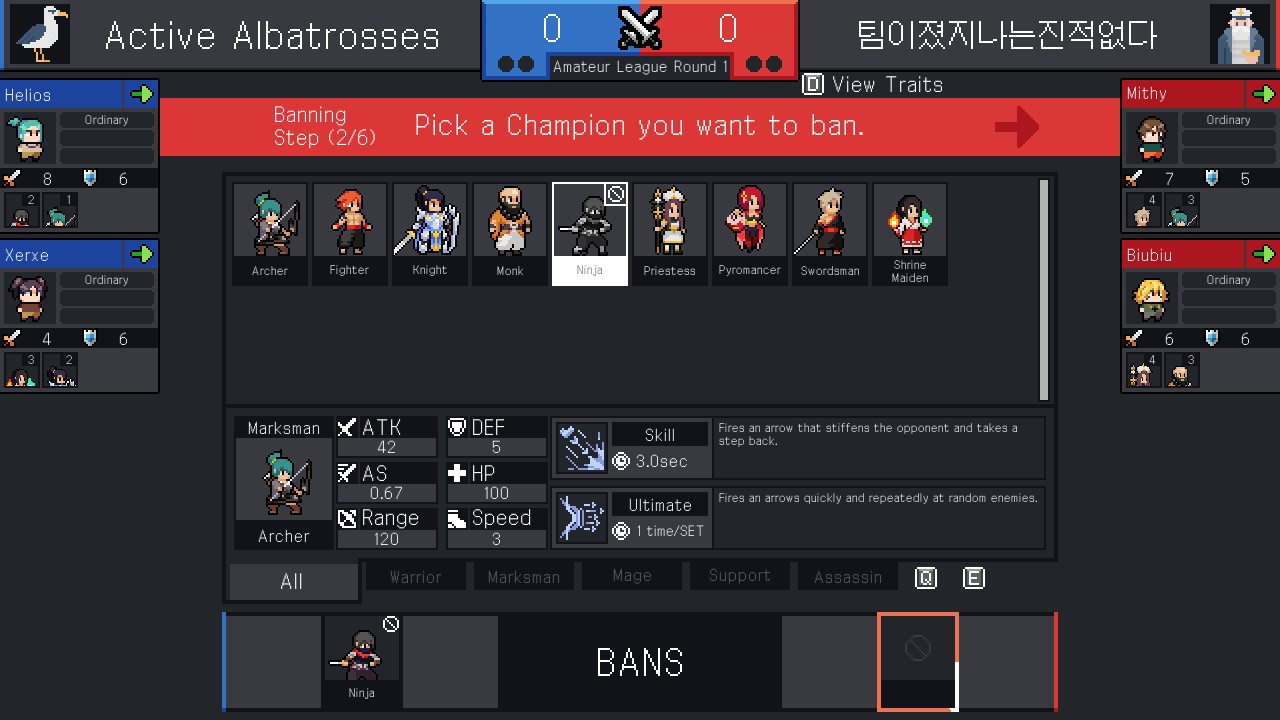 Active Albatrosses
0
0
Amateur League Round 1
팀이졌지나는진적없다
D View Traits
Helios
Ordinary
8 6
2 1
Xerxe
Ordinary
4 6
3 2
Banning
Step (2/6)
Pick a Champion you want to ban.
Mithy
Ordinary
7 5
4 3
Biubiu
Ordinary
6 6
4 3
Archer
Fighter
Knight
Monk
Ninja
Priestess
Pyromancer
Swordsman
Shrine
Maiden
Marksman
Archer
ATK
42
DEF
5
AS
0.67
HP
100
Range
120
Speed
3
Skill
3.0sec
Fires an arrow that stiffens the opponent and takes a
step back.
Ultimate
1 time/SET
Fires an arrows quickly and repeatedly at random enemies.
All
Warrior
Marksman
Mage
Support
Assassin
Q
E
Ninja
BANS